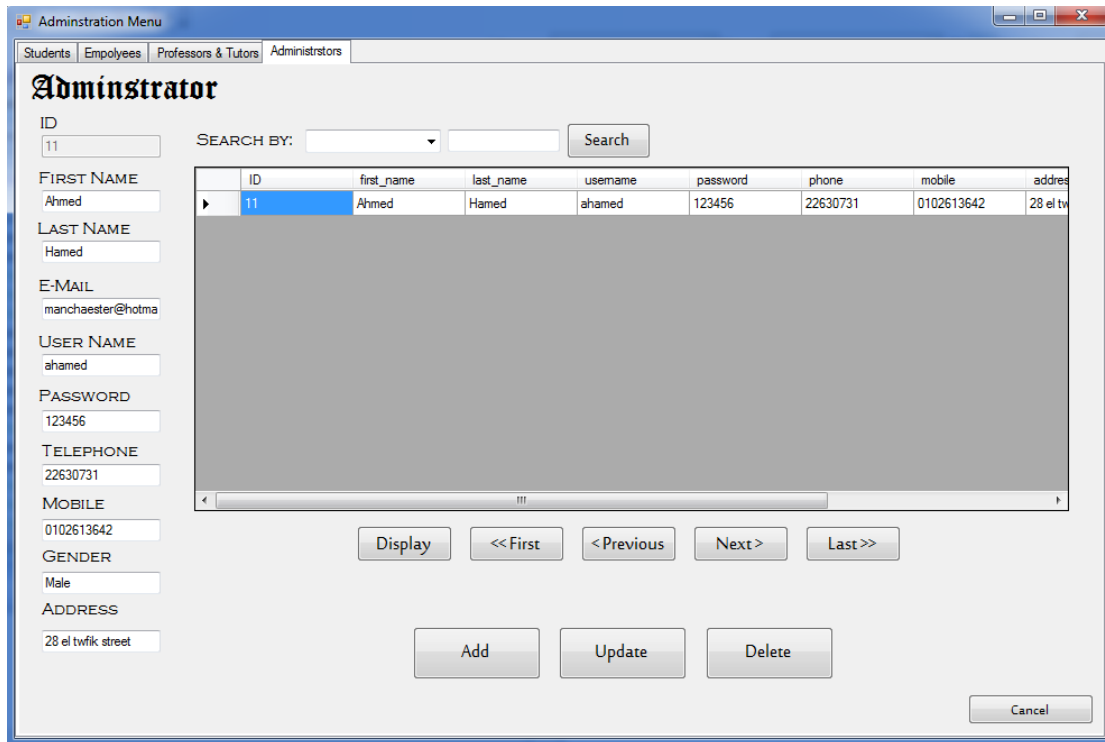 Adminstration Menu
Students Empolyees Professors & Tutors Administrstors
Adminstrator
ID
11
SEARCH BY: Search
FIRST NAME
Ahmed
LAST NAME
Hamed
E-MAIL
manchaester@hotma
USER NAME
ahamed
PASSWORD
123456
TELEPHONE
22630731
MOBILE
0102613642
GENDER
Male
ADDRESS
28 el twfik street
ID first_name last_name username password phone mobile addres
11 Ahmed Hamed ahamed 123456 22630731 0102613642 28 el tw
Display <<First <Previous Next> Last>>
Add Update Delete
Cancel